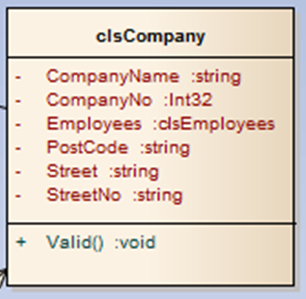 clsCompany
- CompanyName :string
- CompanyNo :Int32
- Employees :clsEmployees
- PostCode :string
- Street :string
- StreetNo :string
+ Valid() :void